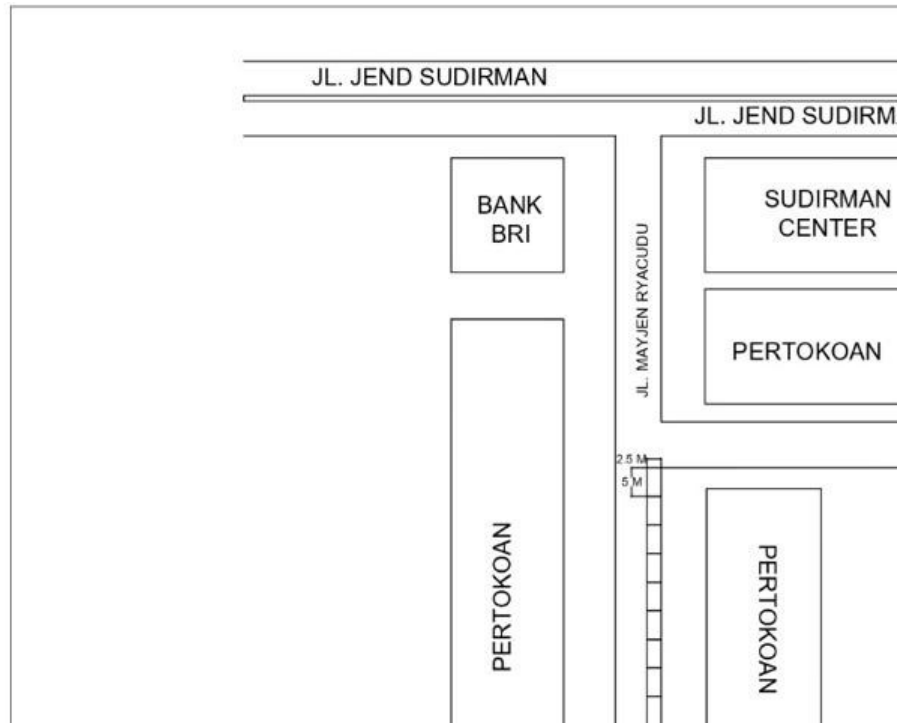 JL. JEND SUDIRMAN
JL. JEND SUDIRM
BANK
BRI
SUDIRMAN
CENTER
JL. MAYJEN RYACUDU
PERTOKOAN
2.5 M
5 M
PERTOKOAN
PERTOKOAN